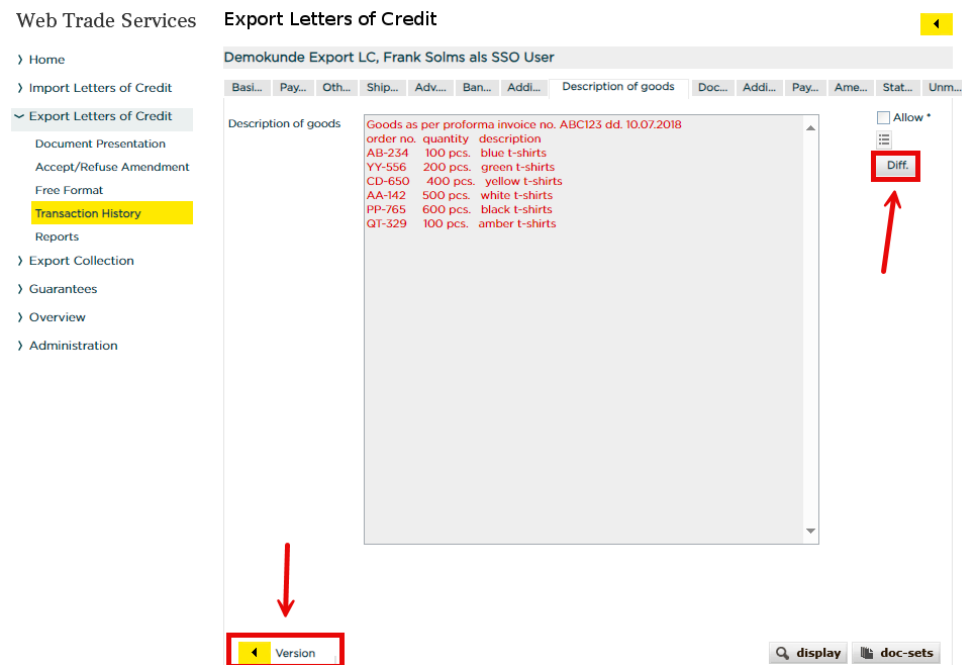 Web Trade Services
Export Letters of Credit
Demokunde Export LC, Frank Solms als SSO User
Home
Import Letters of Credit
Export Letters of Credit
Document Presentation
Accept/Refuse Amendment
Free Format
Transaction History
Reports
Export Collection
Guarantees
Overview
Administration
Basi... Pay... Oth... Ship... Adv.... Ban... Addi... Description of goods Doc... Addi... Pay... Ame... Stat... Unm...
Description of goods
Goods as per proforma invoice no. ABC123 dd. 10.07.2018
order no. quantity description
AB-234 100 pcs. blue t-shirts
YY-556 200 pcs. green t-shirts
CD-650 400 pcs. yellow t-shirts
AA-142 500 pcs. white t-shirts
PP-765 600 pcs. black t-shirts
QT-329 100 pcs. amber t-shirts
Allow *
Diff.
Version
display doc-sets